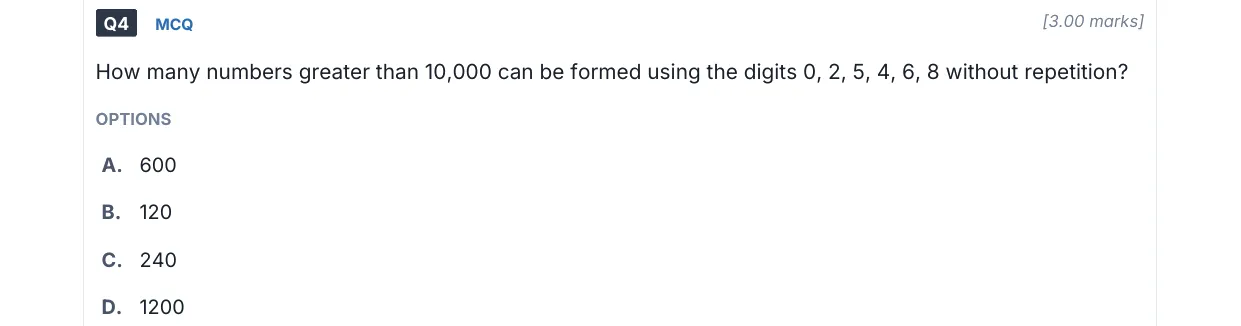 Q4 MCQ [3.00 marks]
How many numbers greater than 10,000 can be formed using the digits 0, 2, 5, 4, 6, 8 without repetition?
OPTIONS
A. 600
B. 120
C. 240
D. 1200